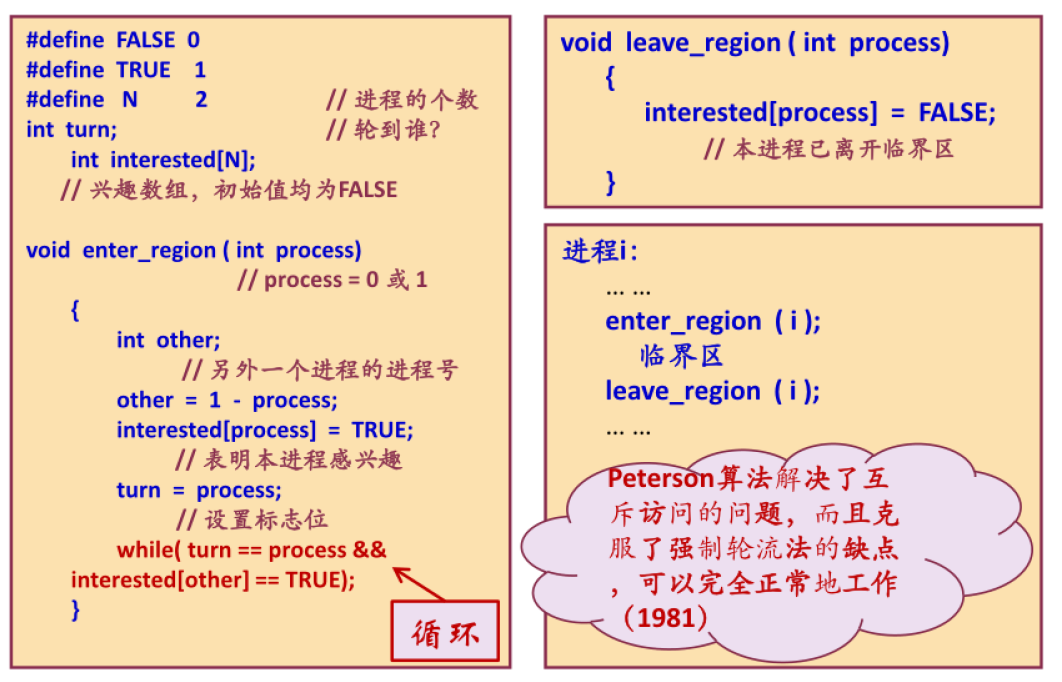 #define FALSE 0
#define TRUE 1
#define N 2 // 进程的个数
int turn; // 轮到谁？
int interested[N];
// 兴趣数组，初始值均为FALSE
void enter_region ( int process)
// process = 0 或 1
{
int other;
// 另外一个进程的进程号
other = 1 - process;
interested[process] = TRUE;
// 表明本进程感兴趣
turn = process;
// 设置标志位
while( turn == process &&
interested[other] == TRUE);
}
循环
void leave_region ( int process)
{
interested[process] = FALSE;
// 本进程已离开临界区
}
进程i：
... ...
enter_region ( i );
临界区
leave_region ( i );
... ...
Peterson算法解决了互
斥访问的问题，而且克
服了强制轮流法的缺点
，可以完全正常地工作
（1981）